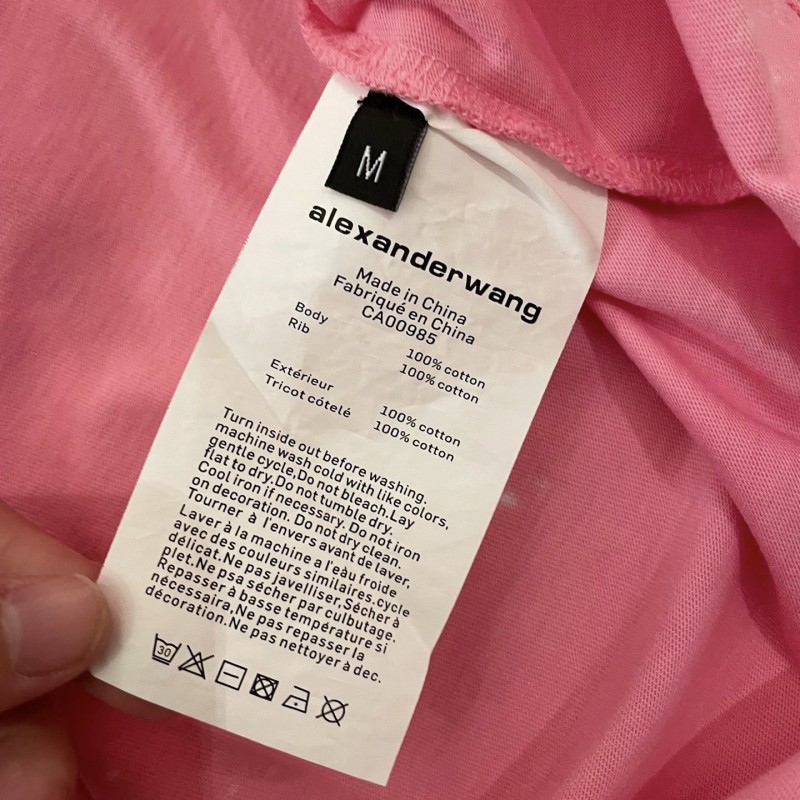 M
alexanderwang
Made in China
Fabriqué en China
CA00985
Body 100% cotton
Rib 100% cotton
Extérieur 100% cotton
Tricot côtelé 100% cotton
Turn inside out before washing,
machine wash cold with like colors,
gentle cycle,Do not bleach.Lay
flat to dry.Do not tumble dry.
Cool iron if necessary. Do not iron
on decoration. Do not dry clean.
Tourner à l'envers avant de laver,
Laver à la machine a l'eau froide
avec des couleurs similaires.cycle
délicat.Ne pas javelliser,Sécher à
plet.Ne psa sécher par culbutage.
Repasser à basse température si
nécessaira,Ne pas repasser la
décoration.Ne pas nettoyer à dec.
30